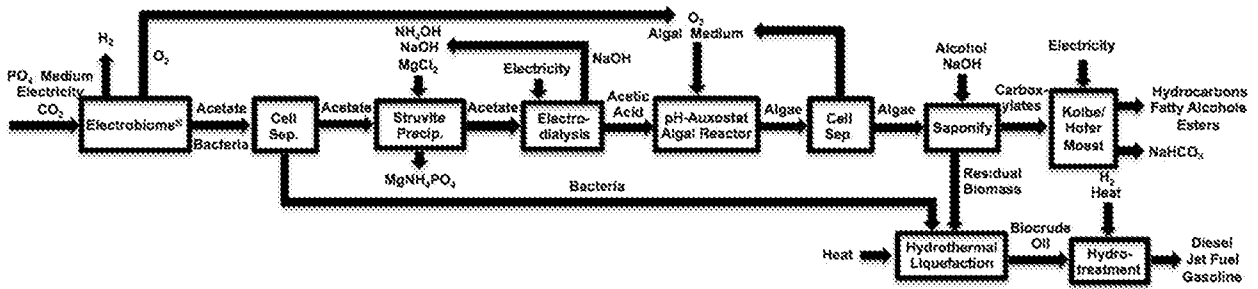 H2
O2
PO4 Medium
Electricity
CO2
Electrobiome
Acetate
Bacteria
Cell
Sep.
Acetate
NH4OH
NaOH
MgCl2
Struvite
Precip.
MgNH4PO4
Acetate
Electricity
NaOH
Electro-
dialysis
Acetic
Acid
O2
Algal Medium
pH-Auxostat
Algal Reactor
Algae
Cell
Sep
Algae
Alcohol
NaOH
Saponify
Carbox-
ylates
Electricity
Kolbe/
Hofer
Moest
Hydrocarbons
Fatty Alcohols
Esters
NaHCO3
Bacteria
Residual
Biomass
Heat
Hydrothermal
Liquefaction
Biocrude
Oil
H2
Heat
Hydro-
treatment
Diesel
Jet Fuel
Gasoline